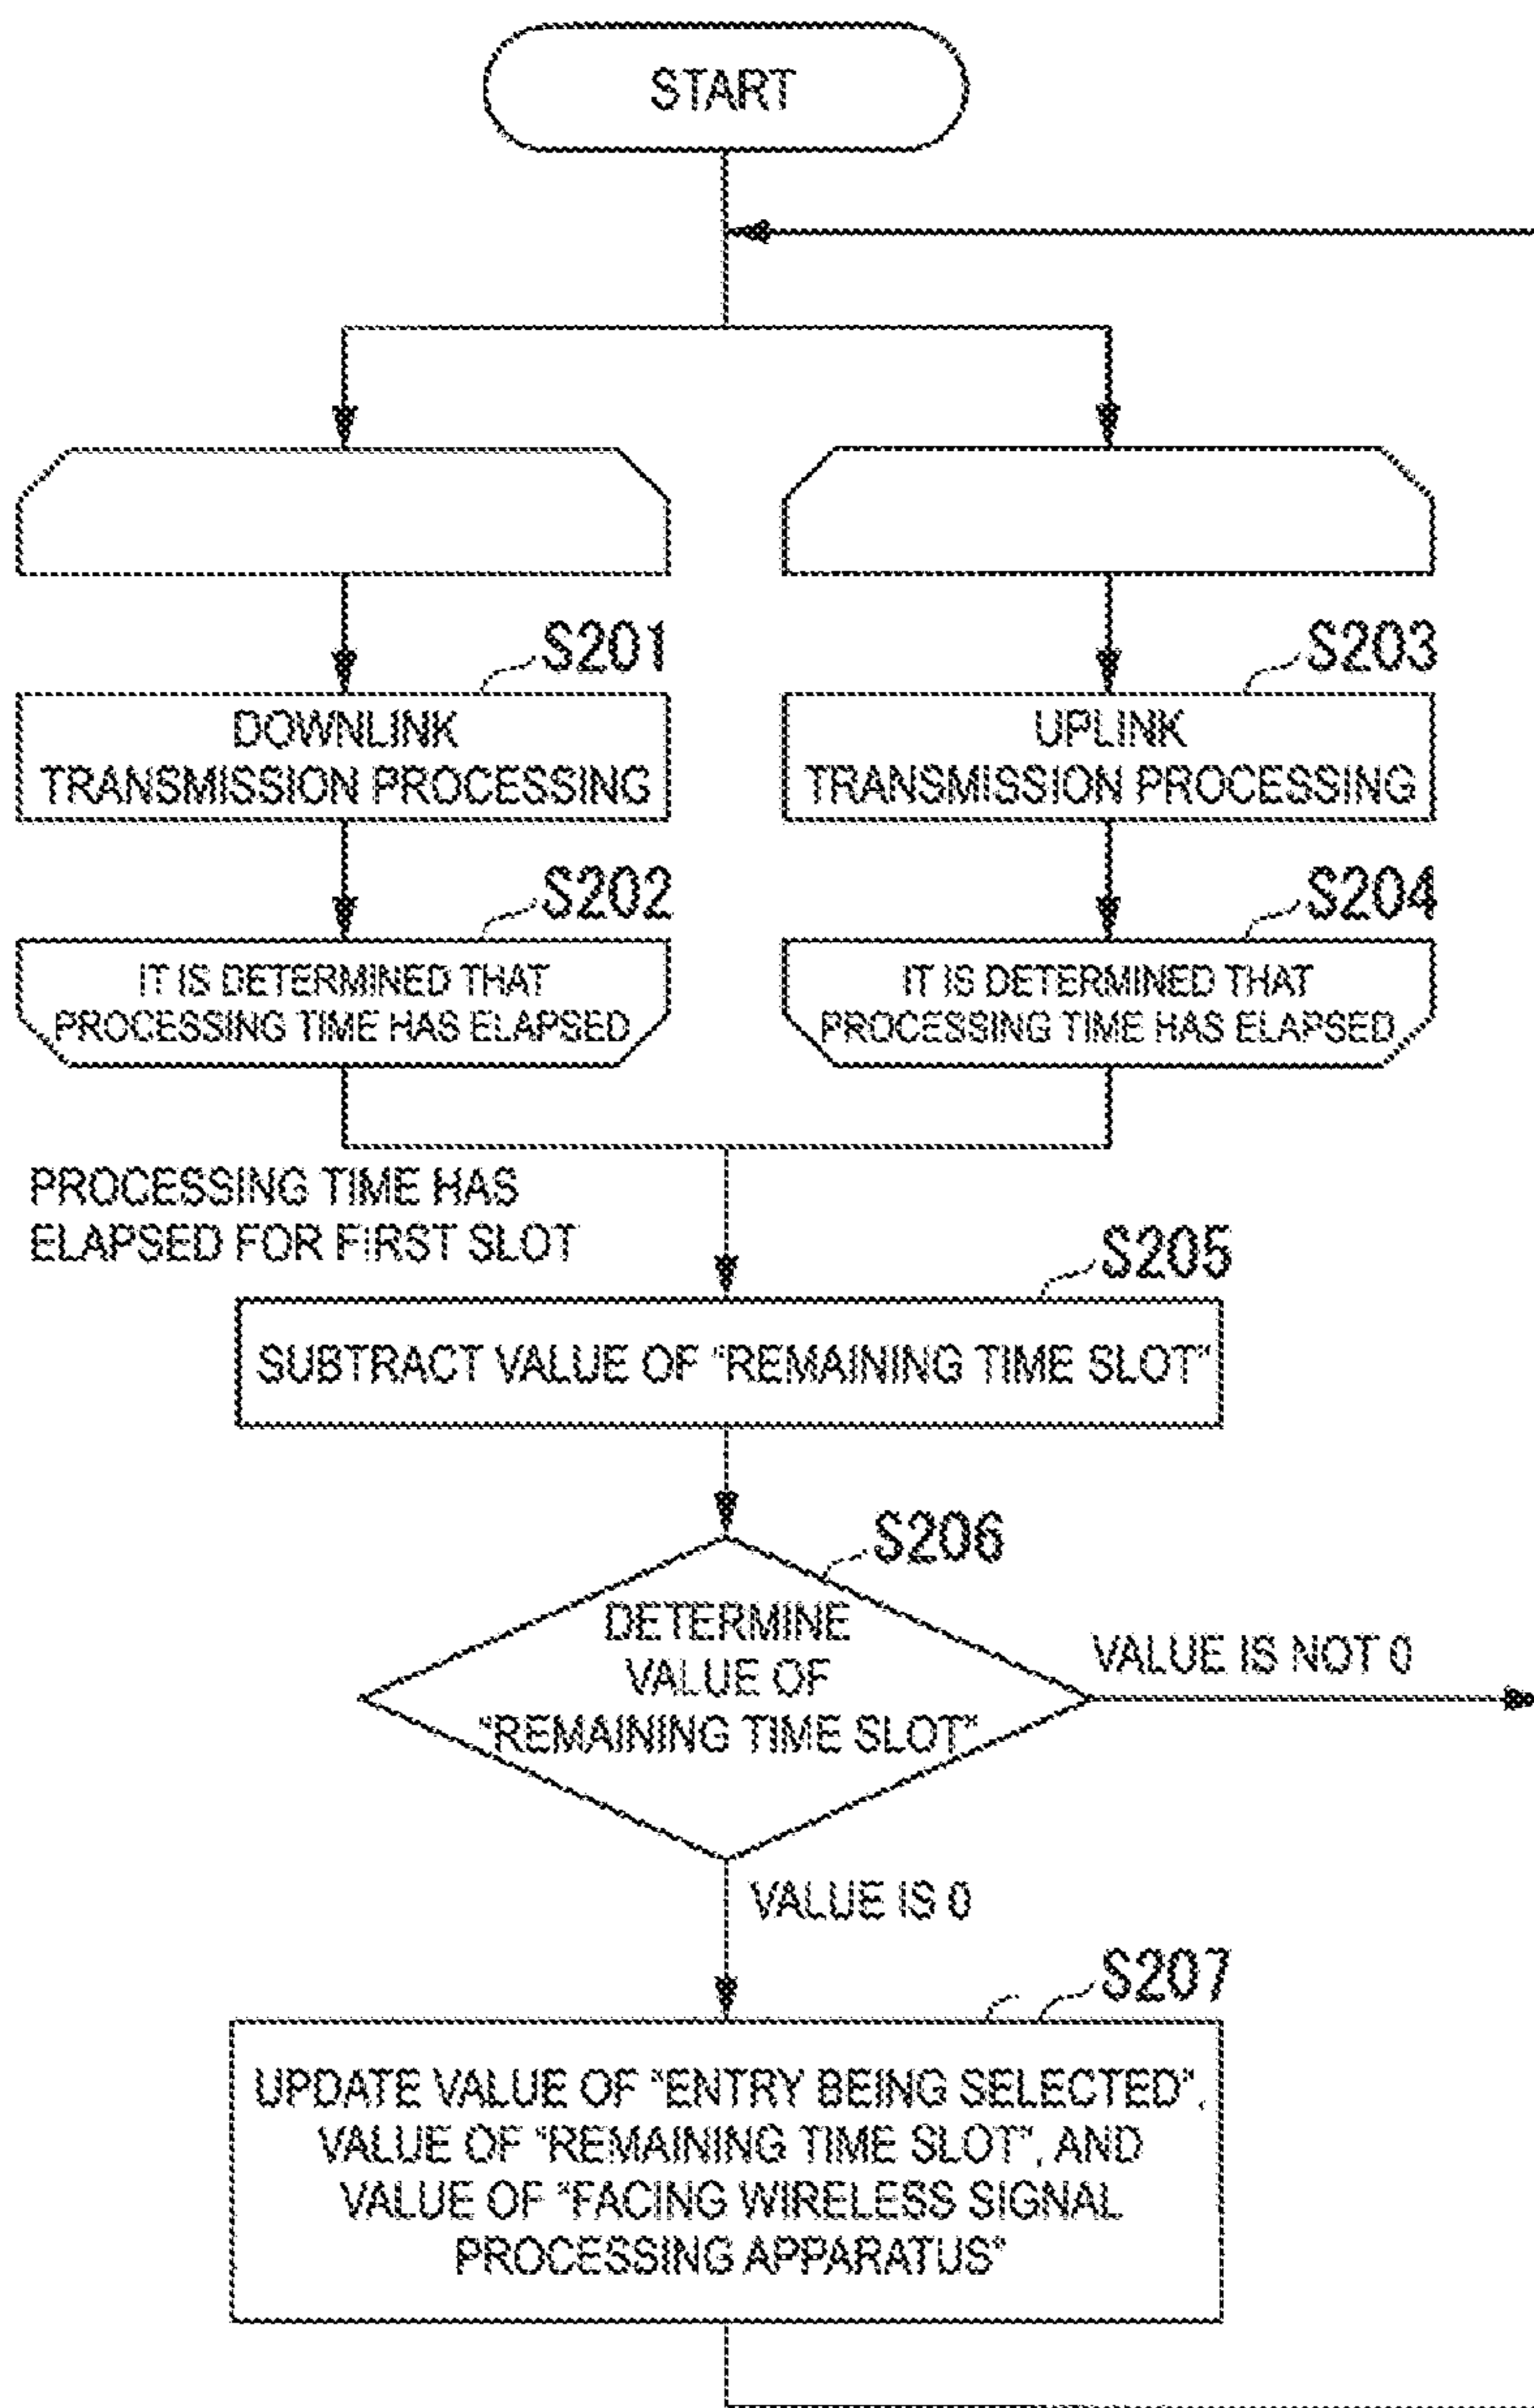 START
S201
DOWNLINK
TRANSMISSION PROCESSING
S203
UPLINK
TRANSMISSION PROCESSING
S202
IT IS DETERMINED THAT
PROCESSING TIME HAS ELAPSED
S204
IT IS DETERMINED THAT
PROCESSING TIME HAS ELAPSED
PROCESSING TIME HAS
ELAPSED FOR FIRST SLOT
S205
SUBTRACT VALUE OF "REMAINING TIME SLOT"
S206
DETERMINE
VALUE OF
"REMAINING TIME SLOT"
VALUE IS NOT 0
VALUE IS 0
S207
UPDATE VALUE OF "ENTRY BEING SELECTED",
VALUE OF "REMAINING TIME SLOT", AND
VALUE OF "FACING WIRELESS SIGNAL
PROCESSING APPARATUS"